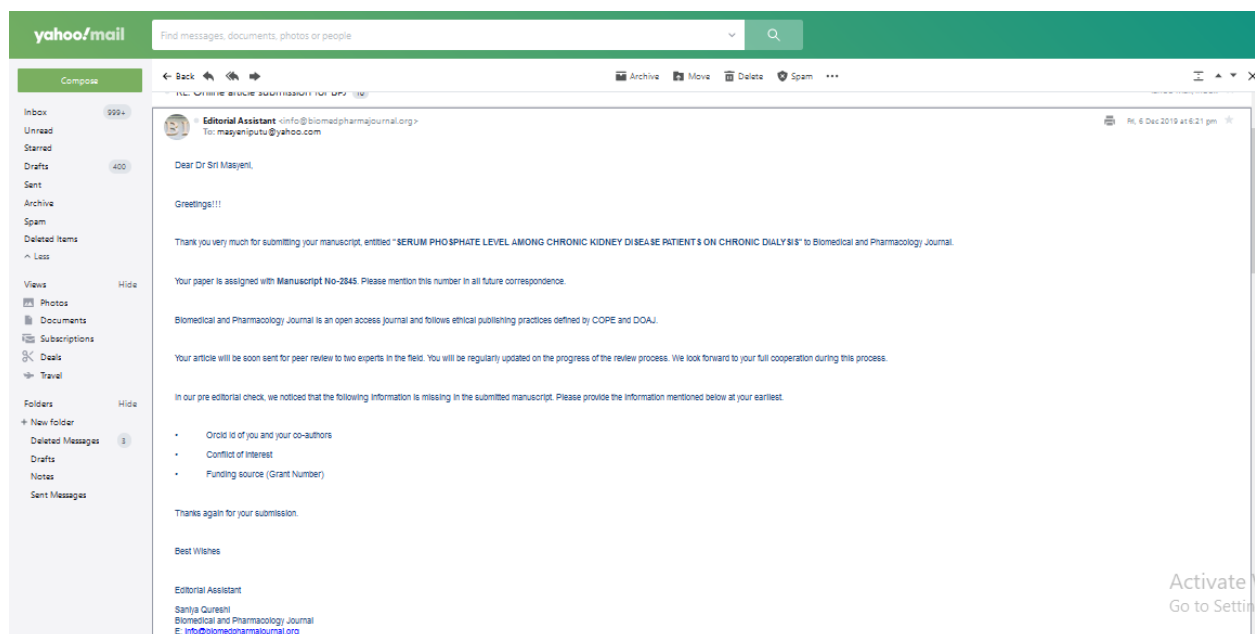 yahoo!mail
Find messages, documents, photos or people
Compose
Back
Archive Move Delete Spam
Inbox 999+
Unread
Starred
Drafts 400
Sent
Archive
Spam
Deleted Items
Less
Views Hide
Photos
Documents
Subscriptions
Deals
Travel
Folders Hide
+ New folder
Deleted Messages 8
Drafts
Notes
Sent Messages
RE: Online article submission for BPJ 10
Editorial Assistant <info@biomedpharmajournal.org>
To: masyeniputu@yahoo.com
Fri, 6 Dec 2019 at 6:21 pm
Dear Dr Sri Masyeni,
Greetings!!!
Thank you very much for submitting your manuscript, entitled "SERUM PHOSPHATE LEVEL AMONG CHRONIC KIDNEY DISEASE PATIENTS ON CHRONIC DIALYSIS" to Biomedical and Pharmacology Journal.
Your paper is assigned with Manuscript No-2845. Please mention this number in all future correspondence.
Biomedical and Pharmacology Journal is an open access journal and follows ethical publishing practices defined by COPE and DOAJ.
Your article will be soon sent for peer review to two experts in the field. You will be regularly updated on the progress of the review process. We look forward to your full cooperation during this process.
In our pre editorial check, we noticed that the following information is missing in the submitted manuscript. Please provide the information mentioned below at your earliest.
• Orcid id of you and your co-authors
• Conflict of Interest
• Funding source (Grant Number)
Thanks again for your submission.
Best Wishes
Editorial Assistant
Saniya Qureshi
Biomedical and Pharmacology Journal
E: info@biomedpharmajournal.org
Activate
Go to Settin